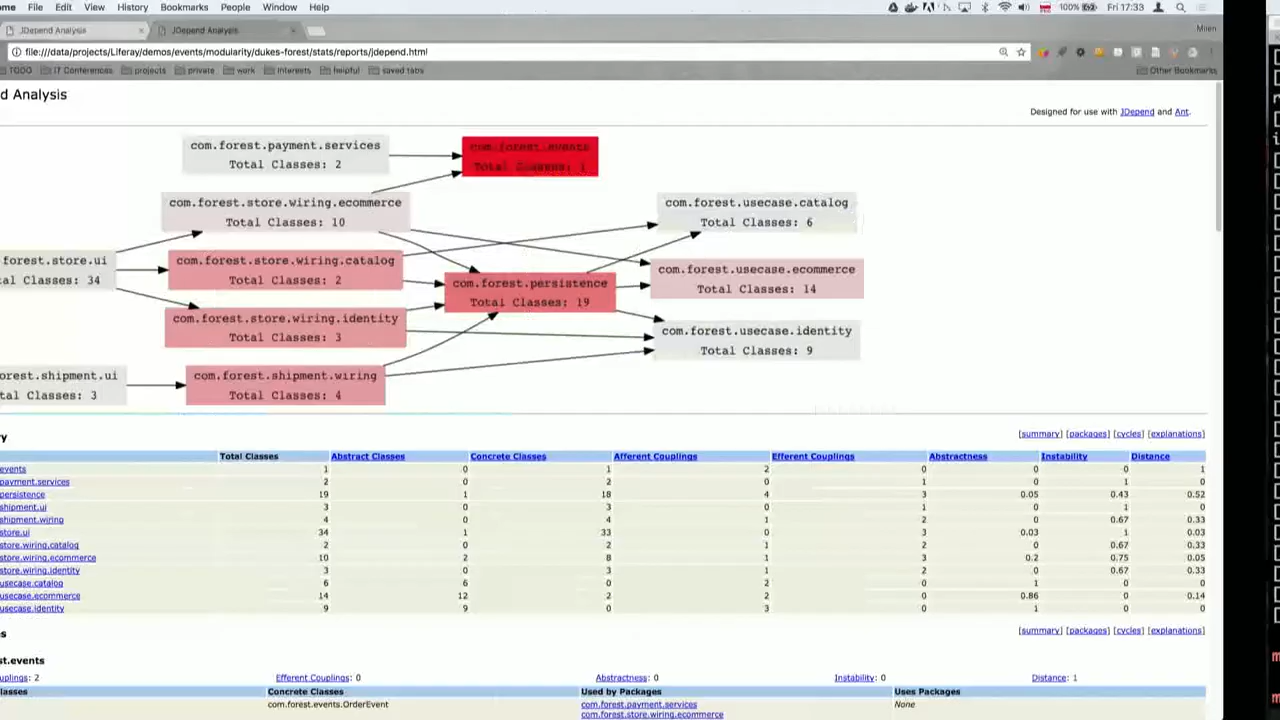 ome File Edit View History Bookmarks People Window Help 100% Fri 17:33
JDepend Analysis JDepend Analysis Milen
file:///data/projects/Liferay/demos/events/modularity/dukes-forest/stats/reports/jdepend.html
TODO IT Conferences projects private work interests helpful saved tabs Other Bookmarks
d Analysis
Designed for use with JDepend and Ant.
com.forest.payment.services
Total Classes: 2
com.forest.events
Total Classes: 1
com.forest.store.wiring.ecommerce
Total Classes: 10
com.forest.usecase.catalog
Total Classes: 6
.forest.store.ui
tal Classes: 34
com.forest.store.wiring.catalog
Total Classes: 2
com.forest.persistence
Total Classes: 19
com.forest.usecase.ecommerce
Total Classes: 14
com.forest.store.wiring.identity
Total Classes: 3
com.forest.usecase.identity
Total Classes: 9
orest.shipment.ui
tal Classes: 3
com.forest.shipment.wiring
Total Classes: 4
ry
[summary] [packages] [cycles] [explanations]
Total Classes Abstract Classes Concrete Classes Afferent Couplings Efferent Couplings Abstractness Instability Distance
events 1 0 1 2 0 0 0 1
payment.services 2 0 2 0 1 0 1 0
persistence 19 1 18 4 3 0.05 0.43 0.52
shipment.ui 3 0 3 0 1 0 1 0
shipment.wiring 4 0 4 1 2 0 0.67 0.33
store.ui 34 1 33 0 3 0.03 1 0.03
store.wiring.catalog 2 0 2 1 2 0 0.67 0.33
store.wiring.ecommerce 10 2 8 1 3 0.2 0.75 0.05
store.wiring.identity 3 0 3 1 2 0 0.67 0.33
usecase.catalog 6 6 0 2 0 1 0 0
usecase.ecommerce 14 12 2 2 0 0.86 0 0.14
usecase.identity 9 9 0 3 0 1 0 0
[summary] [packages] [cycles] [explanations]
es
st.events
uplings: 2 Efferent Couplings: 0 Abstractness: 0 Instability: 0 Distance: 1
lasses Concrete Classes Used by Packages Uses Packages
com.forest.events.OrderEvent com.forest.payment.services None
com.forest.store.wiring.ecommerce